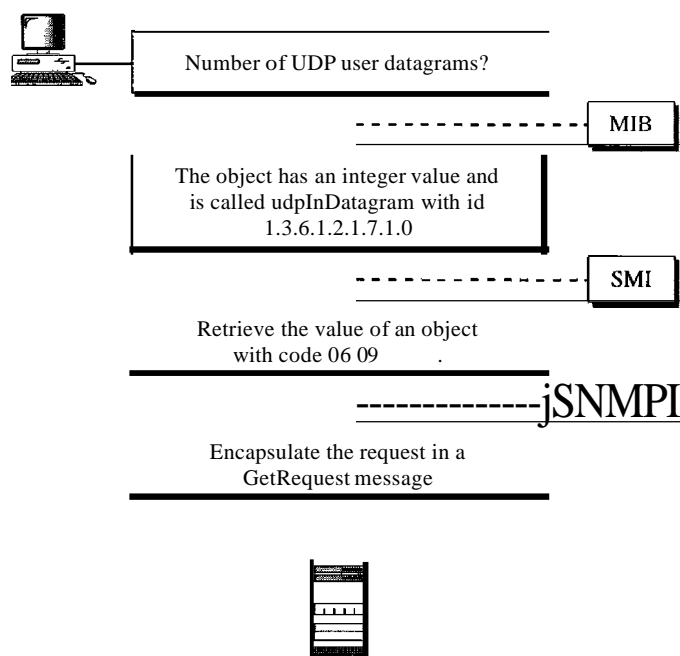 Number of UDP user datagrams?
MIB
The object has an integer value and
is called udpInDatagram with id
1.3.6.1.2.1.7.1.0
SMI
Retrieve the value of an object
with code 06 09 .
jSNMPI
Encapsulate the request in a
GetRequest message